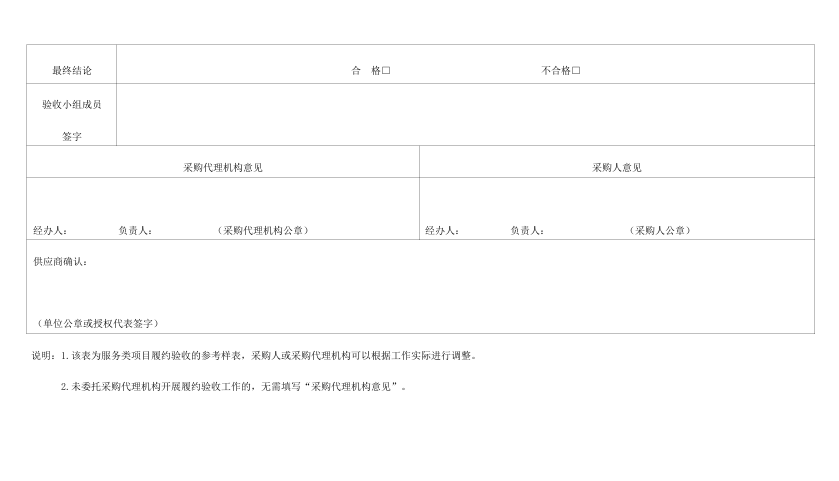 最终结论 合 格□ 不合格□
验收小组成员
签字
采购代理机构意见 采购人意见
经办人： 负责人： （采购代理机构公章） 经办人： 负责人： （采购人公章）
供应商确认：
（单位公章或授权代表签字）
说明：1.该表为服务类项目履约验收的参考样表，采购人或采购代理机构可以根据工作实际进行调整。
2.未委托采购代理机构开展履约验收工作的，无需填写“采购代理机构意见”。